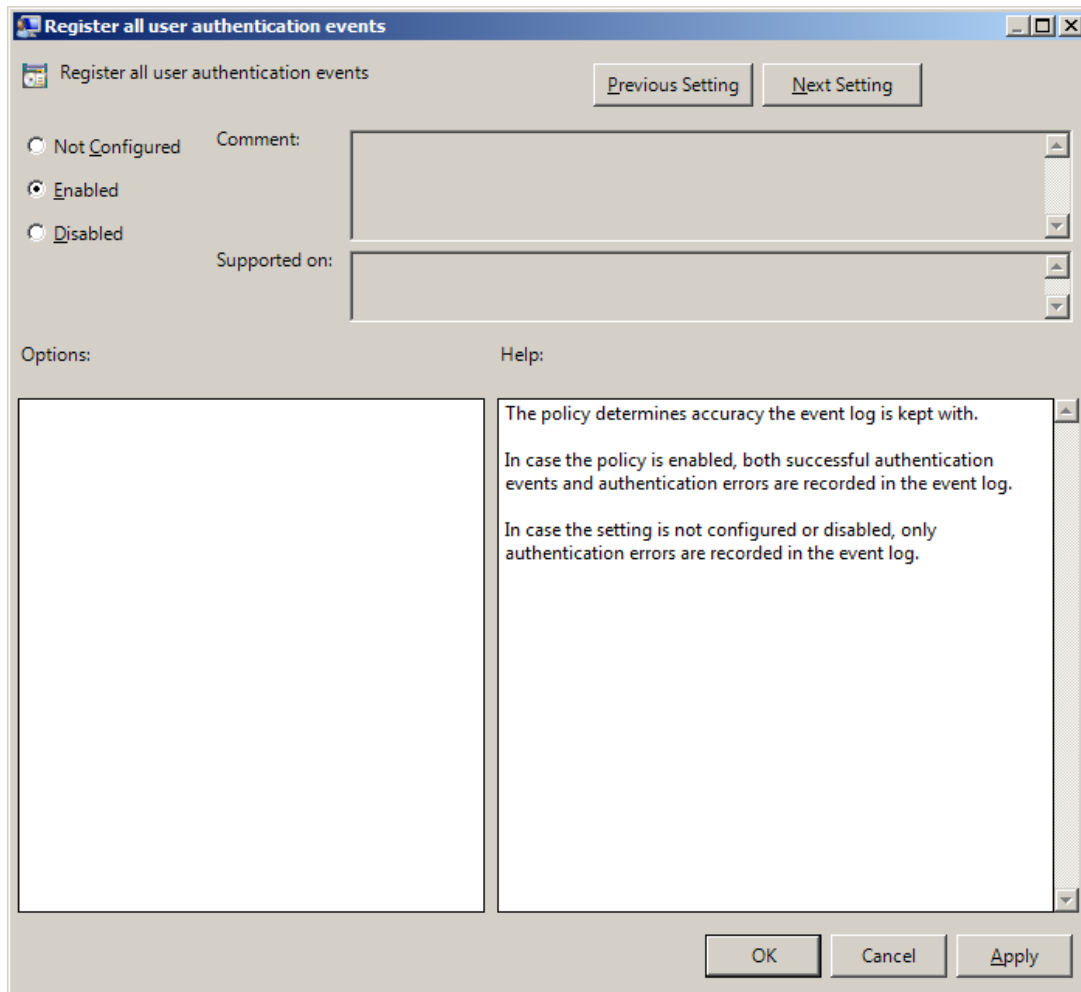 Register all user authentication events
Register all user authentication events
Previous Setting
Next Setting
Not Configured
Comment:
Enabled
Disabled
Supported on:
Options:
Help:
The policy determines accuracy the event log is kept with.
In case the policy is enabled, both successful authentication
events and authentication errors are recorded in the event log.
In case the setting is not configured or disabled, only
authentication errors are recorded in the event log.
OK
Cancel
Apply